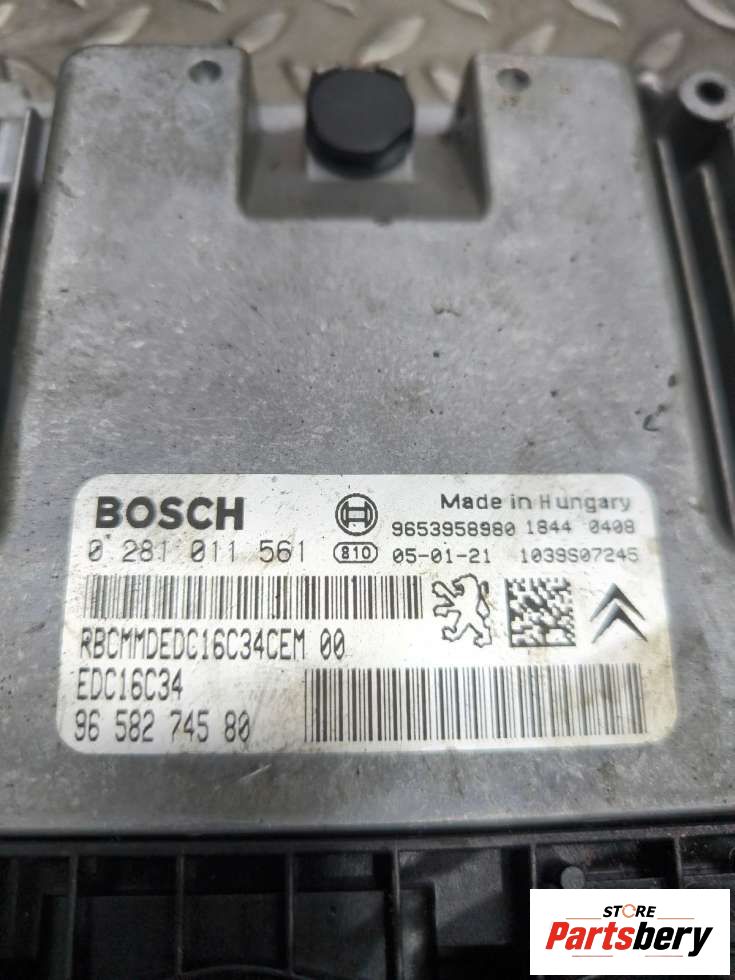 BOSCH
Made in Hungary
9653958980 1844 0408
0 281 011 561
810 05-01-21 1039S07245
RBCMMDEDC16C34CEM 00
EDC16C34
96 582 745 80
STORE
Partsbery